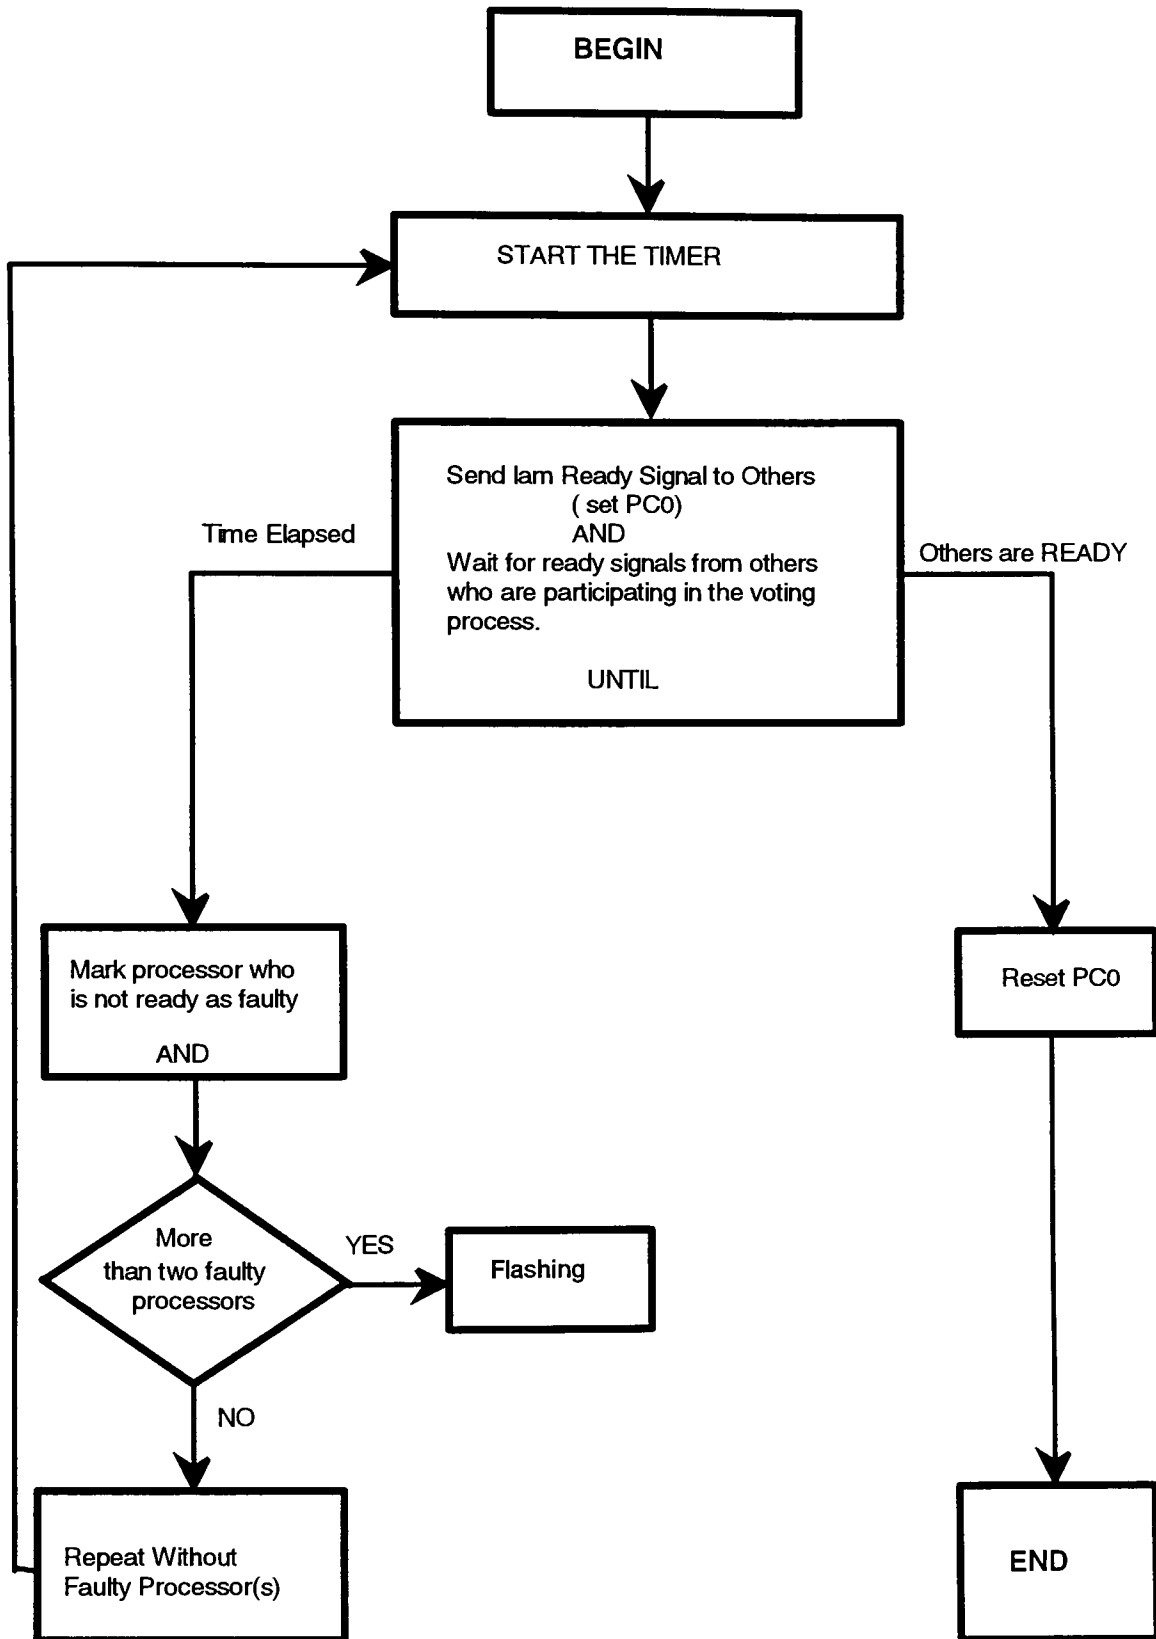 BEGIN
START THE TIMER
Send Iam Ready Signal to Others
( set PC0)
AND
Wait for ready signals from others
who are participating in the voting
process.
UNTIL
Time Elapsed
Others are READY
Mark processor who
is not ready as faulty
AND
Reset PC0
More
than two faulty
processors
YES
Flashing
NO
Repeat Without
Faulty Processor(s)
END